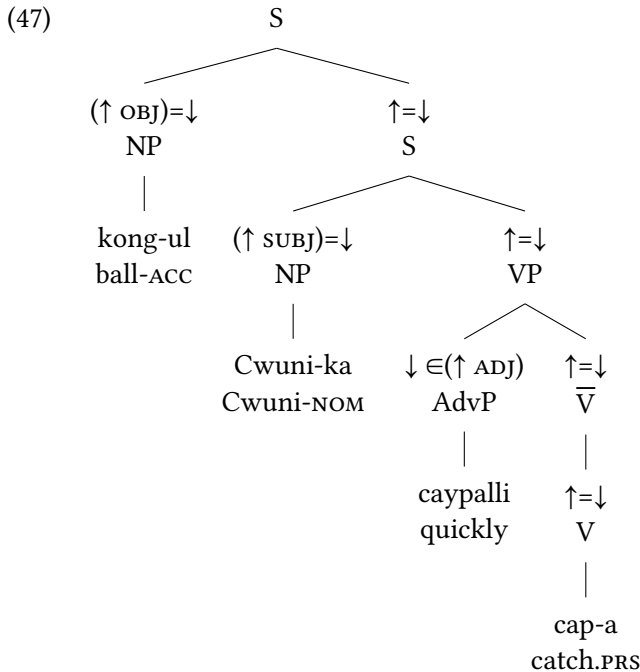 (47)
S
(↑ OBJ)=↓ ↑=↓
NP S
kong-ul (↑ SUBJ)=↓ ↑=↓
ball-ACC NP VP
Cwuni-ka ↓ ∈(↑ ADJ) ↑=↓
Cwuni-NOM AdvP V̅
caypalli ↑=↓
quickly V
cap-a
catch.PRS